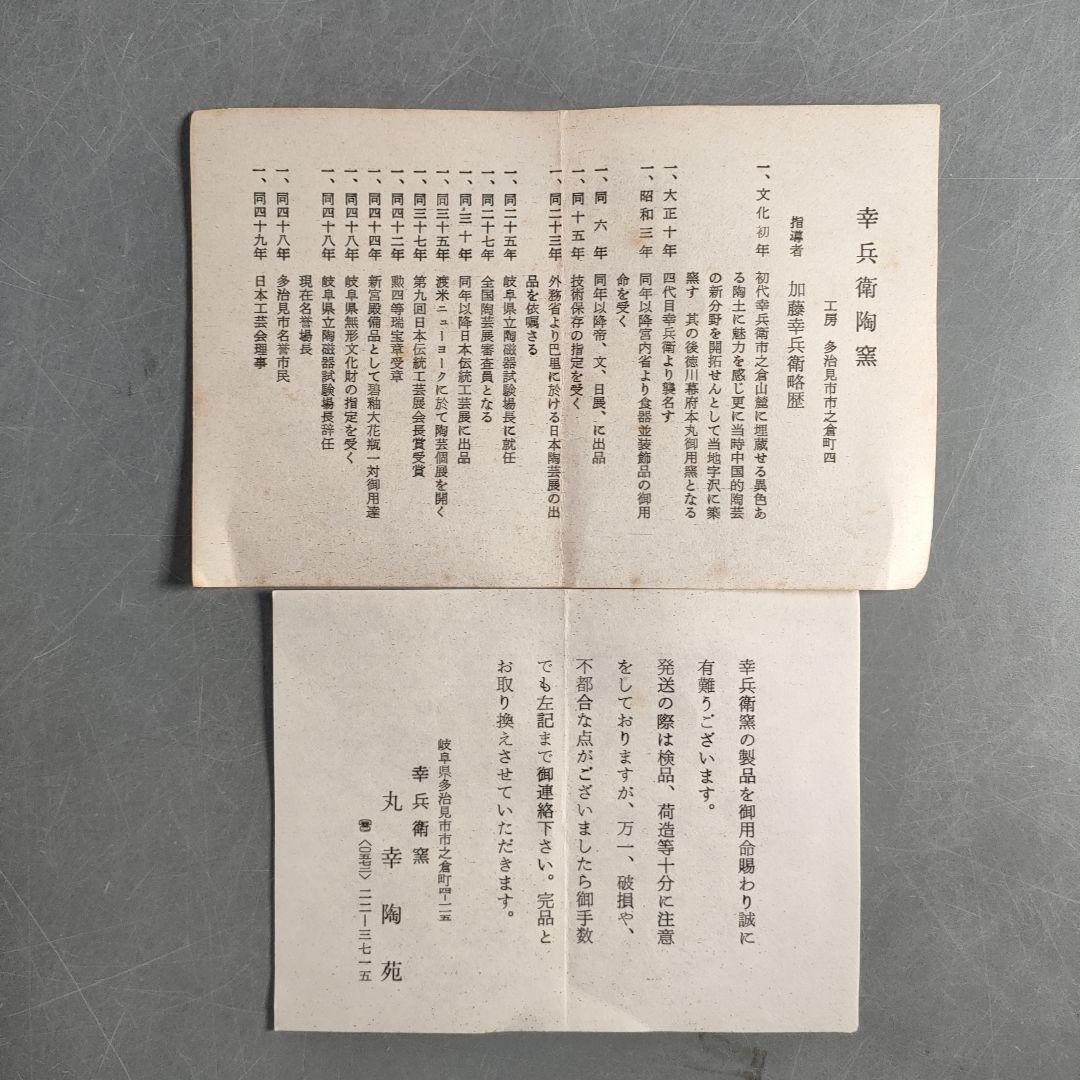 幸兵衛陶窯
工房 多治見市市之倉町四
指導者 加藤幸兵衛略歴
一、文化初年 初代幸兵衛市之倉山麓に埋蔵せる異色あ
る陶土に魅力を感じ更に当時中国的陶芸
の新分野を開拓せんとして当地字沢に築
窯す 其の後徳川幕府本丸御用窯となる
一、大正十年 四代目幸兵衛より襲名す
一、昭和三年 同年以降宮内省より食器並装飾品の御用
命を受く
一、同六年 同年以降帝、文、日展、に出品
一、同十五年 技術保存の指定を受く
一、同二十三年 外務省より巴里に於ける日本陶芸展の出
品を依嘱さる
一、同二十五年 岐阜県立陶磁器試験場長に就任
一、同二十七年 全国陶芸展審査員となる
一、同三十年 同年以降日本伝統工芸展に出品
一、同三十五年 渡米ニューヨークに於て陶芸個展を開く
一、同三十七年 第九回日本伝統工芸展会長賞受賞
一、同四十二年 勲四等瑞宝章受章
一、同四十四年 新宮殿備品として碧釉大花瓶一対御用達
一、同四十八年 岐阜県無形文化財の指定を受く
一、同四十八年 岐阜県立陶磁器試験場長辞任
現在名誉場長
一、同四十八年 多治見市名誉市民
一、同四十九年 日本工芸会理事
幸兵衛窯の製品を御用命賜わり誠に
有難うございます。
発送の際は検品、荷造等十分に注意
をしておりますが、万一、破損や、
不都合な点がございましたら御手数
でも左記まで御連絡下さい。完品と
お取り換えさせていただきます。
岐阜県多治見市市之倉町四−二一五
幸兵衛窯
丸幸陶苑
☎〈〇五七三〉二二−三七一五